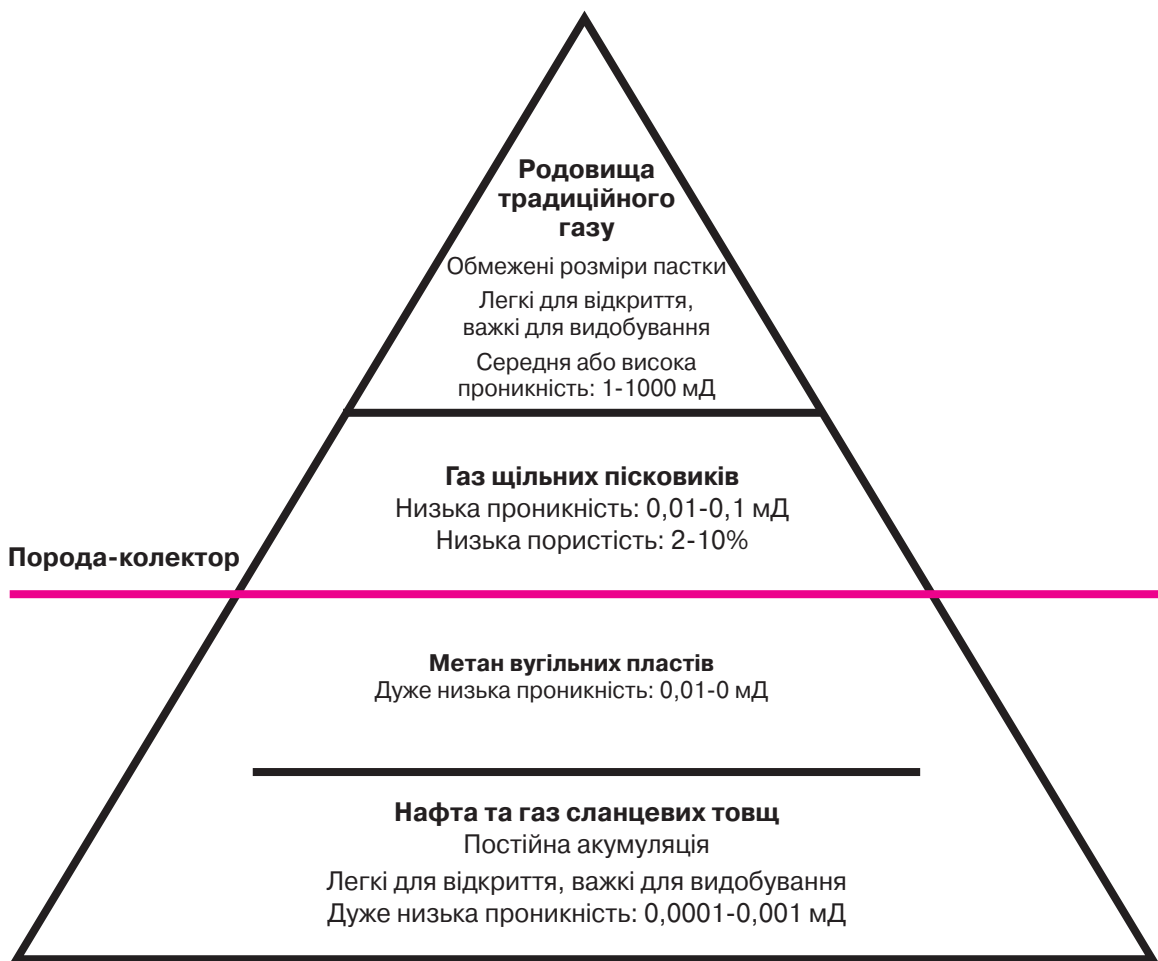 Родовища
традиційного
газу
Обмежені розміри пастки
Легкі для відкриття,
важкі для видобування
Середня або висока
проникність: 1-1000 мД
Газ щільних пісковиків
Низька проникність: 0,01-0,1 мД
Низька пористість: 2-10%
Порода-колектор
Метан вугільних пластів
Дуже низька проникність: 0,01-0 мД
Нафта та газ сланцевих товщ
Постійна акумуляція
Легкі для відкриття, важкі для видобування
Дуже низька проникність: 0,0001-0,001 мД